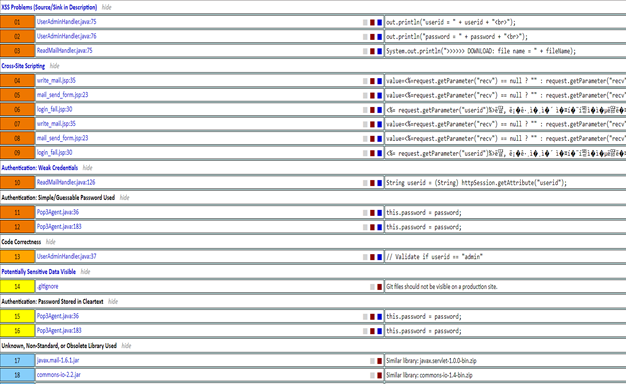 XSS Problems (Source/Sink in Description) hide
01 UserAdminHandler.java:75 out.println("userid = " + userid + "<br>");
02 UserAdminHandler.java:76 out.println("password = " + password + "<br>");
03 ReadMailHandler.java:75 System.out.println(">>>>>> DOWNLOAD: file name = " + fileName);
Cross-Site Scripting hide
04 write_mail.jsp:35 value=<%=request.getParameter("recv") == null ? "" : request.getParameter("recv"
05 mail_send_form.jsp:23 value=<%=request.getParameter("recv") == null ? "" : request.getParameter("recv"
06 login_fail.jsp:30 <%= request.getParameter("userid")%>
07 write_mail.jsp:35 value=<%=request.getParameter("recv") == null ? "" : request.getParameter("recv"
08 mail_send_form.jsp:23 value=<%=request.getParameter("recv") == null ? "" : request.getParameter("recv"
09 login_fail.jsp:30 <%= request.getParameter("userid")%>
Authentication: Weak Credentials hide
10 ReadMailHandler.java:126 String userid = (String) httpSession.getAttribute("userid");
Authentication: Simple/Guessable Password Used hide
11 Pop3Agent.java:36 this.password = password;
12 Pop3Agent.java:183 this.password = password;
Code Correctness hide
13 UserAdminHandler.java:37 // Validate if userid == "admin"
Potentially Sensitive Data Visible hide
14 .gitignore Git files should not be visible on a production site.
Authentication: Password Stored in Cleartext hide
15 Pop3Agent.java:36 this.password = password;
16 Pop3Agent.java:183 this.password = password;
Unknown, Non-Standard, or Obsolete Library Used hide
17 javax.mail-1.6.1.jar Similar library: javax.servlet-1.0.0-bin.zip
18 commons-io-2.2.jar Similar library: commons-io-1.4-bin.zip